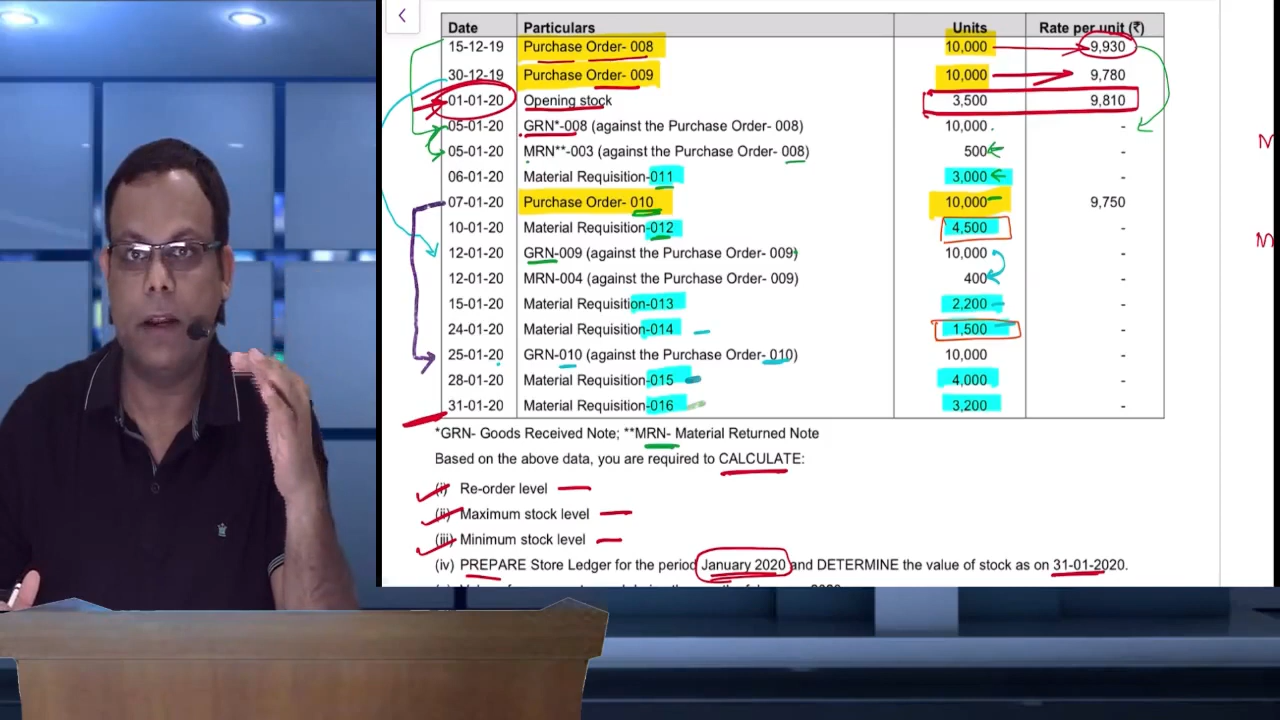 Date Particulars Units Rate per unit (₹)
15-12-19 Purchase Order- 008 10,000 9,930
30-12-19 Purchase Order- 009 10,000 9,780
01-01-20 Opening stock 3,500 9,810
05-01-20 GRN*-008 (against the Purchase Order- 008) 10,000 -
05-01-20 MRN**-003 (against the Purchase Order- 008) 500 -
06-01-20 Material Requisition-011 3,000 -
07-01-20 Purchase Order- 010 10,000 9,750
10-01-20 Material Requisition-012 4,500 -
12-01-20 GRN-009 (against the Purchase Order- 009) 10,000 -
12-01-20 MRN-004 (against the Purchase Order- 009) 400 -
15-01-20 Material Requisition-013 2,200 -
24-01-20 Material Requisition-014 1,500 -
25-01-20 GRN-010 (against the Purchase Order- 010) 10,000 -
28-01-20 Material Requisition-015 4,000 -
31-01-20 Material Requisition-016 3,200 -
*GRN- Goods Received Note; **MRN- Material Returned Note
Based on the above data, you are required to CALCULATE:
(i) Re-order level
(ii) Maximum stock level
(iii) Minimum stock level
(iv) PREPARE Store Ledger for the period January 2020 and DETERMINE the value of stock as on 31-01-2020.